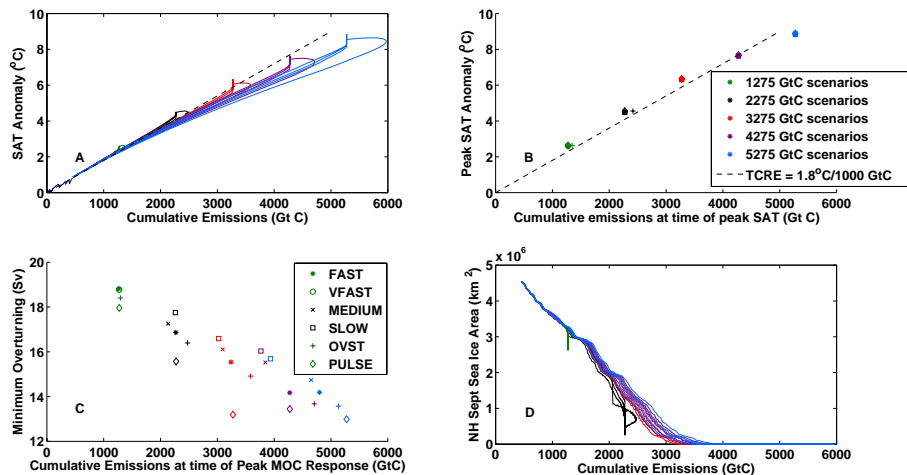 10
8
6
4
2
0
SAT Anomaly (°C)
A
0
1000
2000
3000
4000
5000
6000
Cumulative Emissions (Gt C)
10
8
6
4
2
0
Peak SAT Anomaly (°C)
B
1275 GtC scenarios
2275 GtC scenarios
3275 GtC scenarios
4275 GtC scenarios
5275 GtC scenarios
TCRE = 1.8°C/1000 GtC
0
1000
2000
3000
4000
5000
6000
Cumulative emissions at time of peak SAT (Gt C)
20
18
16
14
12
Minimum Overturning (Sv)
C
FAST
VFAST
MEDIUM
SLOW
OVST
PULSE
0
1000
2000
3000
4000
5000
6000
Cumulative Emissions at time of Peak MOC Response (GtC)
x 10⁶
5
4
3
2
1
0
NH Sept Sea Ice Area (km²)
D
0
1000
2000
3000
4000
5000
6000
Cumulative Emissions (GtC)